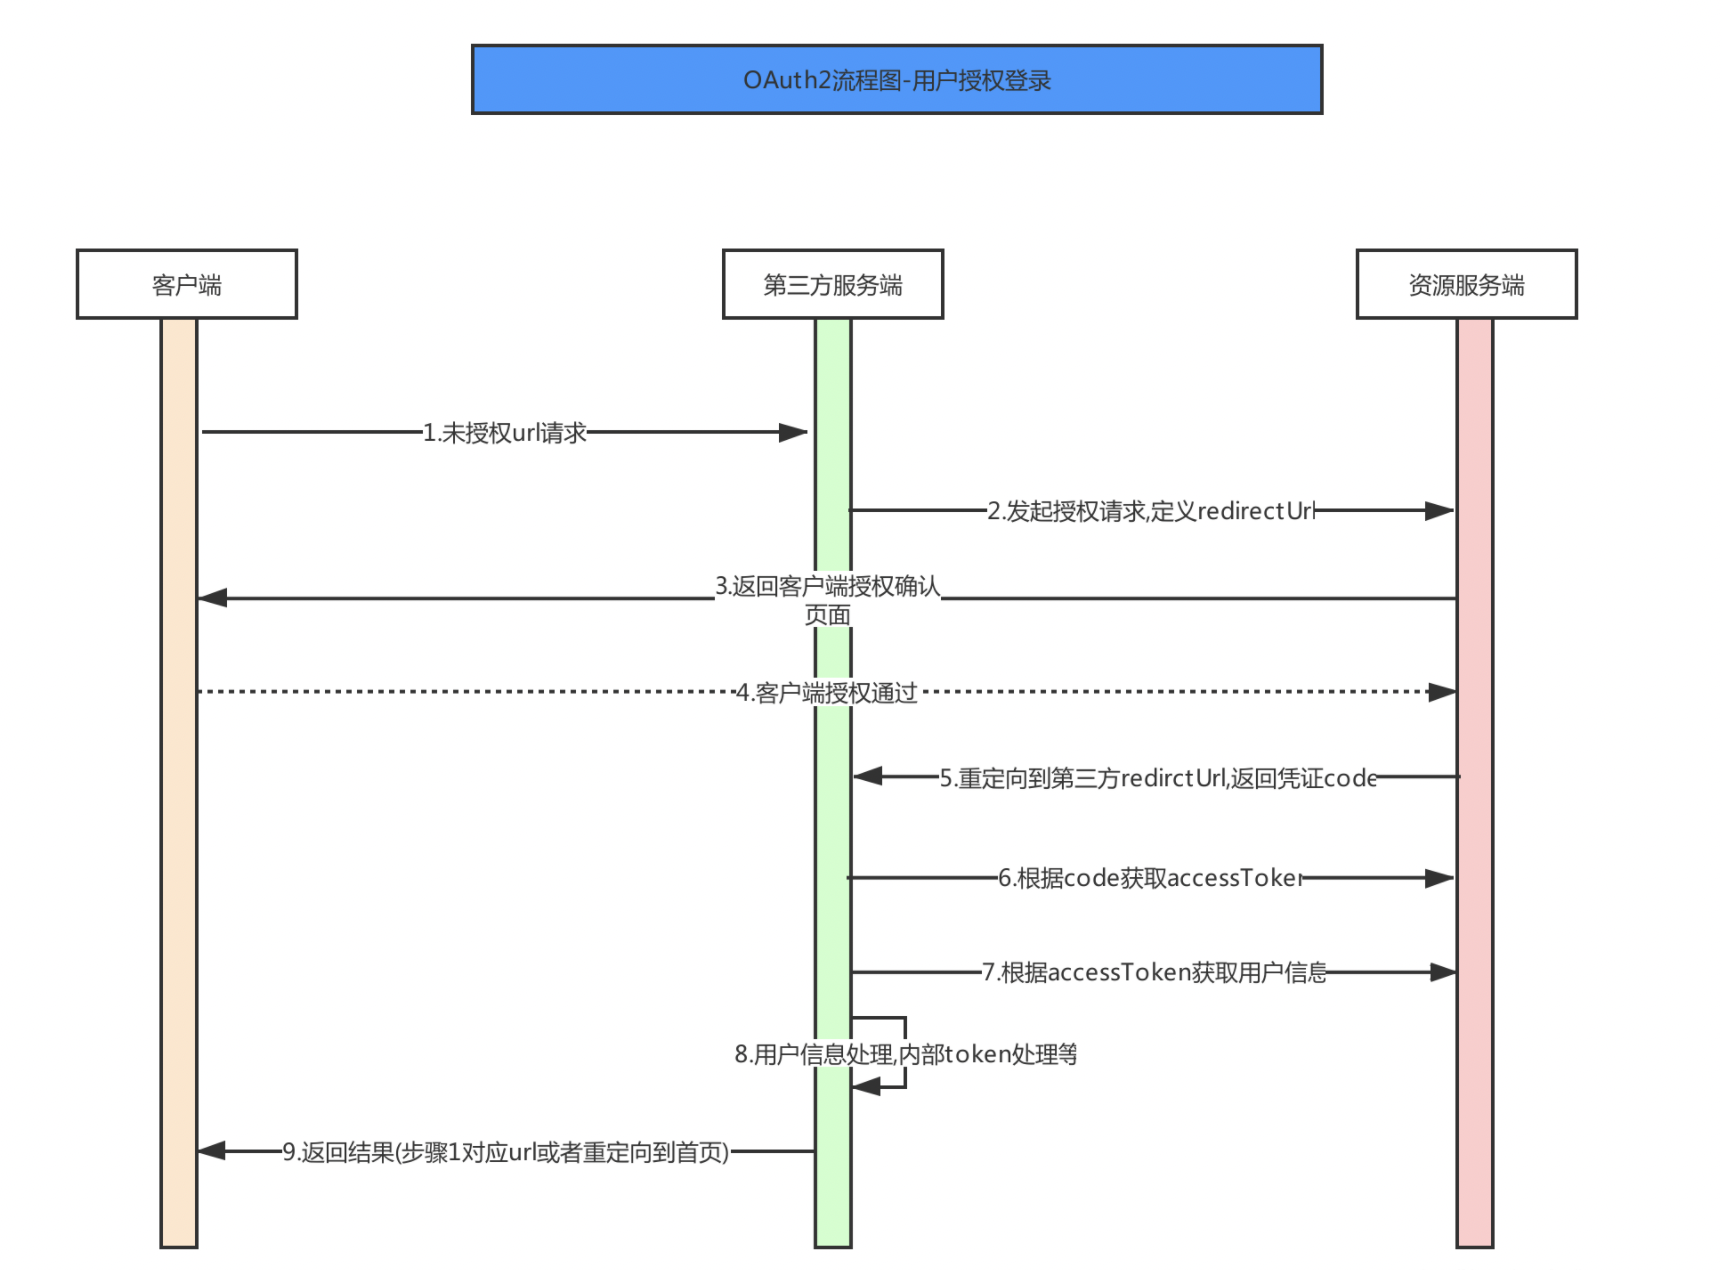 OAuth2流程图-用户授权登录
客户端
第三方服务端
资源服务端
1.未授权url请求
2.发起授权请求,定义redirectUrl
3.返回客户端授权确认
页面
4.客户端授权通过
5.重定向到第三方redirctUrl,返回凭证code
6.根据code获取accessToken
7.根据accessToken获取用户信息
8.用户信息处理,内部token处理等
9.返回结果(步骤1对应url或者重定向到首页)